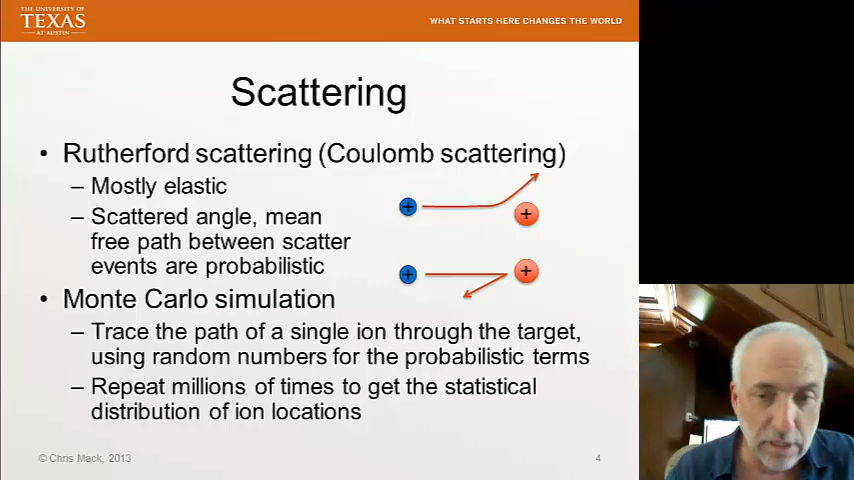 THE UNIVERSITY OF
TEXAS
AT AUSTIN
WHAT STARTS HERE CHANGES THE WORLD
Scattering
• Rutherford scattering (Coulomb scattering)
– Mostly elastic
– Scattered angle, mean
free path between scatter
events are probabilistic
+ +
+ +
• Monte Carlo simulation
– Trace the path of a single ion through the target,
using random numbers for the probabilistic terms
– Repeat millions of times to get the statistical
distribution of ion locations
© Chris Mack, 2013
4